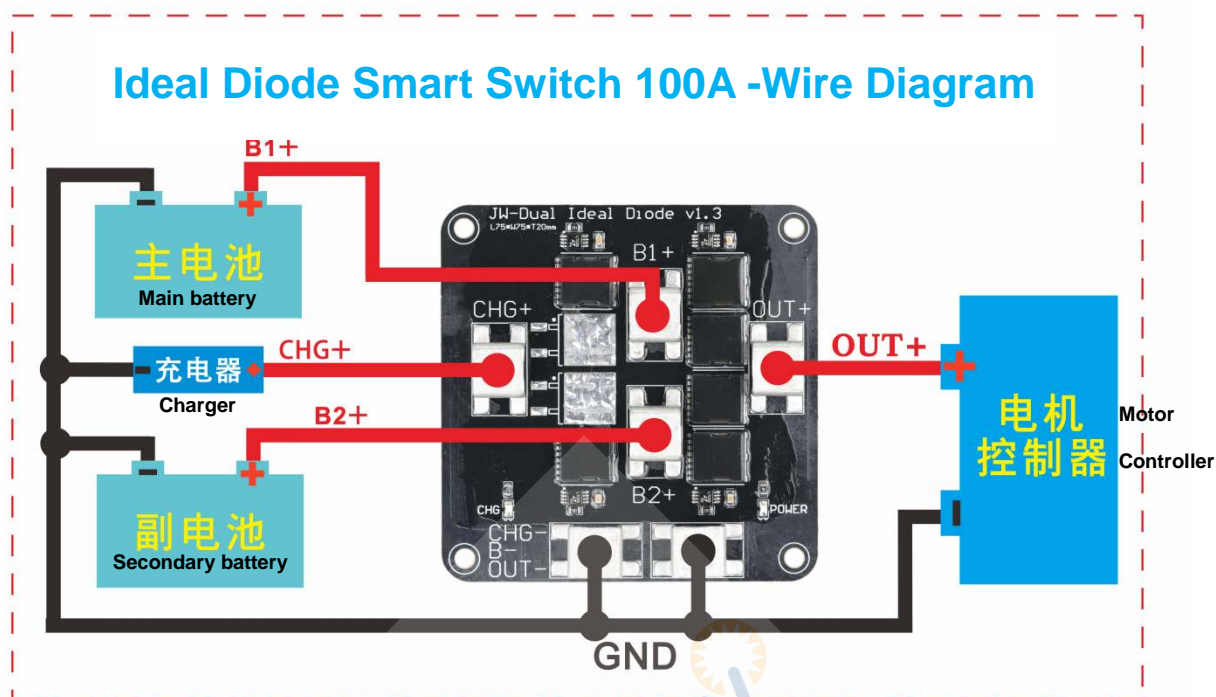 Ideal Diode Smart Switch 100A -Wire Diagram
B1+
JW-Dual Ideal Diode v1.3
L75*W75*T20mm
B1+
主电池
Main battery
CHG+
OUT+
CHG+
OUT+
充电器
Charger
B2+
电机
Motor
控制器
Controller
B2+
CHG
POWER
副电池
Secondary battery
CHG-
B-
OUT-
GND